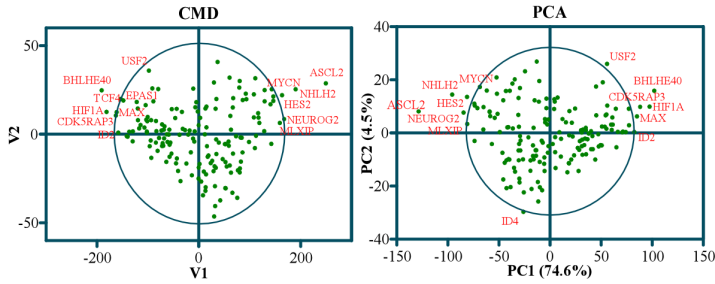 CMD
V2
50
0
-50
-200
0
200
V1
USF2
BHLHE40
TCF4
EPAS1
HIF1A
MAX
CDK5RAP3
ID2
ASCL2
MYCN
NHLH2
HES2
NEUROG2
MLXIP
PCA
PC2 (4.5%)
40
20
0
-20
-40
-150
-100
-50
0
50
100
150
PC1 (74.6%)
MYCN
USF2
NHLH2
BHLHE40
ASCL2
HES2
CDK5RAP3
HIF1A
NEUROG2
MAX
MLXIP
ID2
ID4